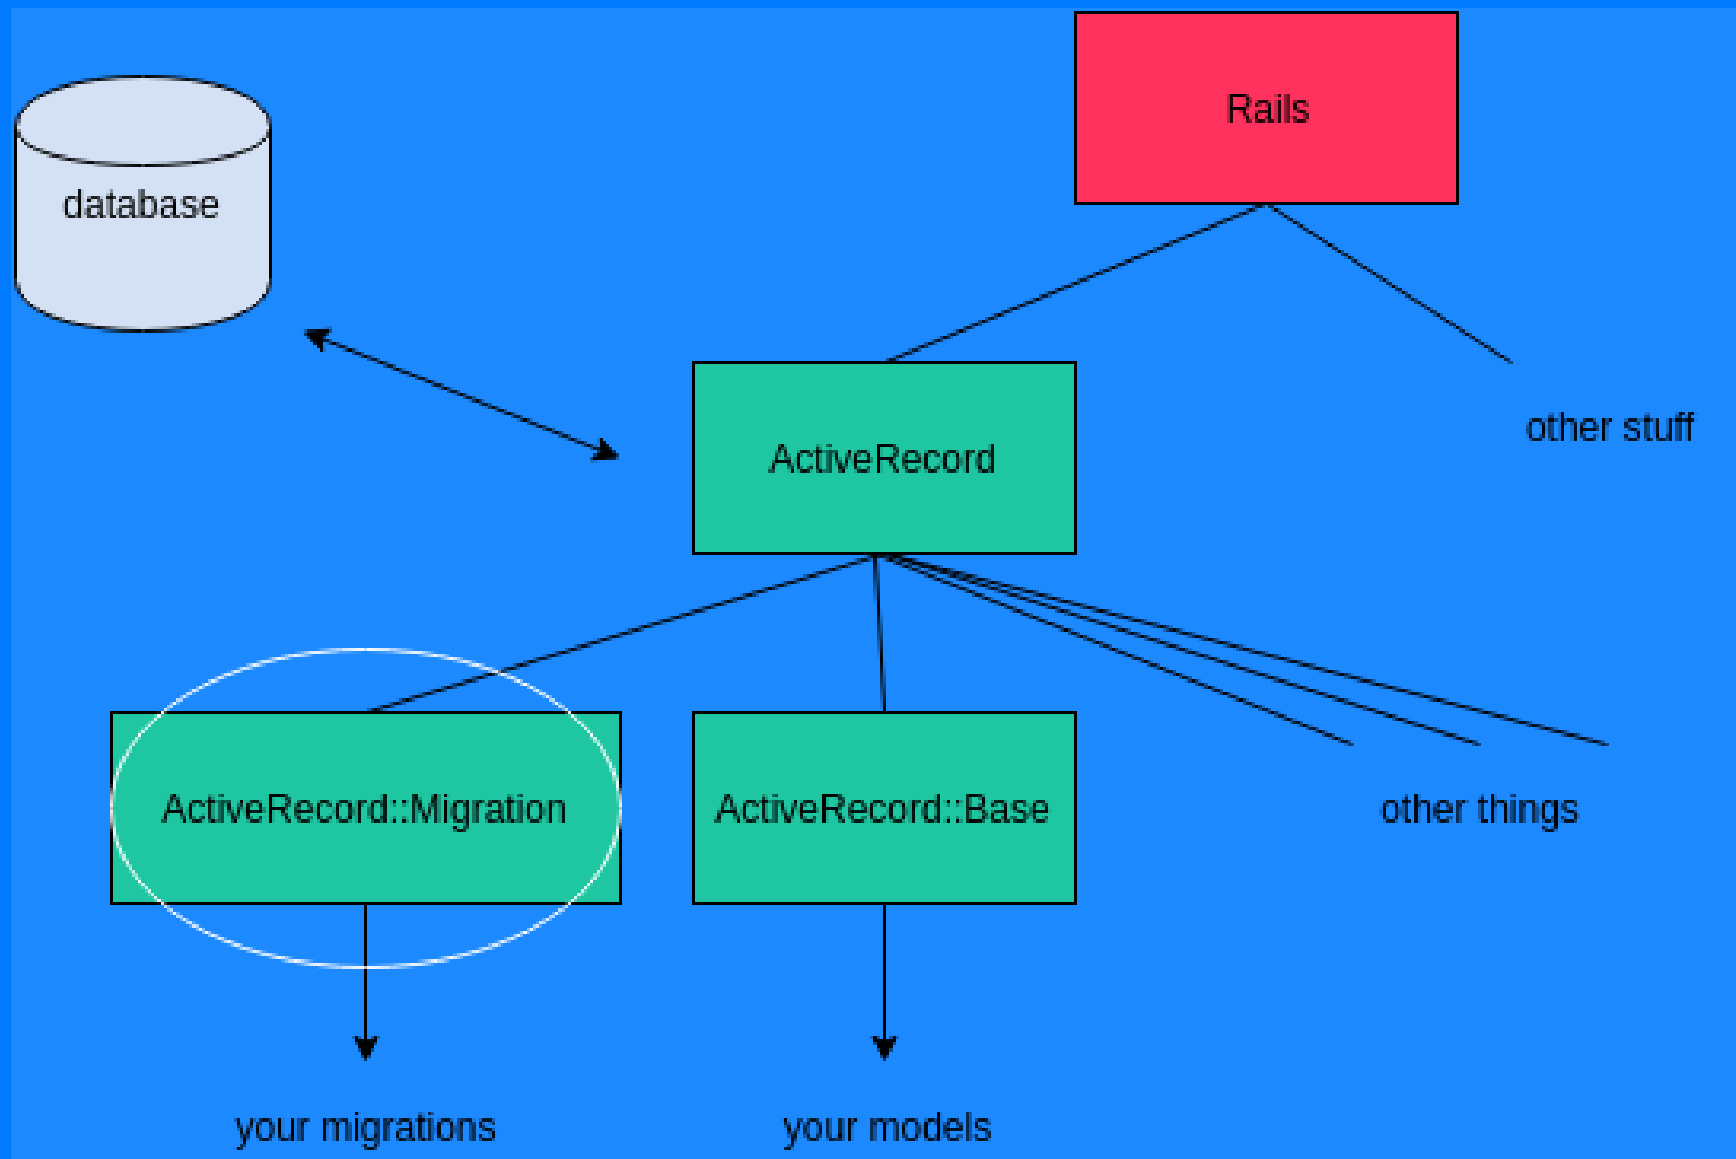 Rails
database
other stuff
ActiveRecord
ActiveRecord::Migration
ActiveRecord::Base
other things
your migrations
your models